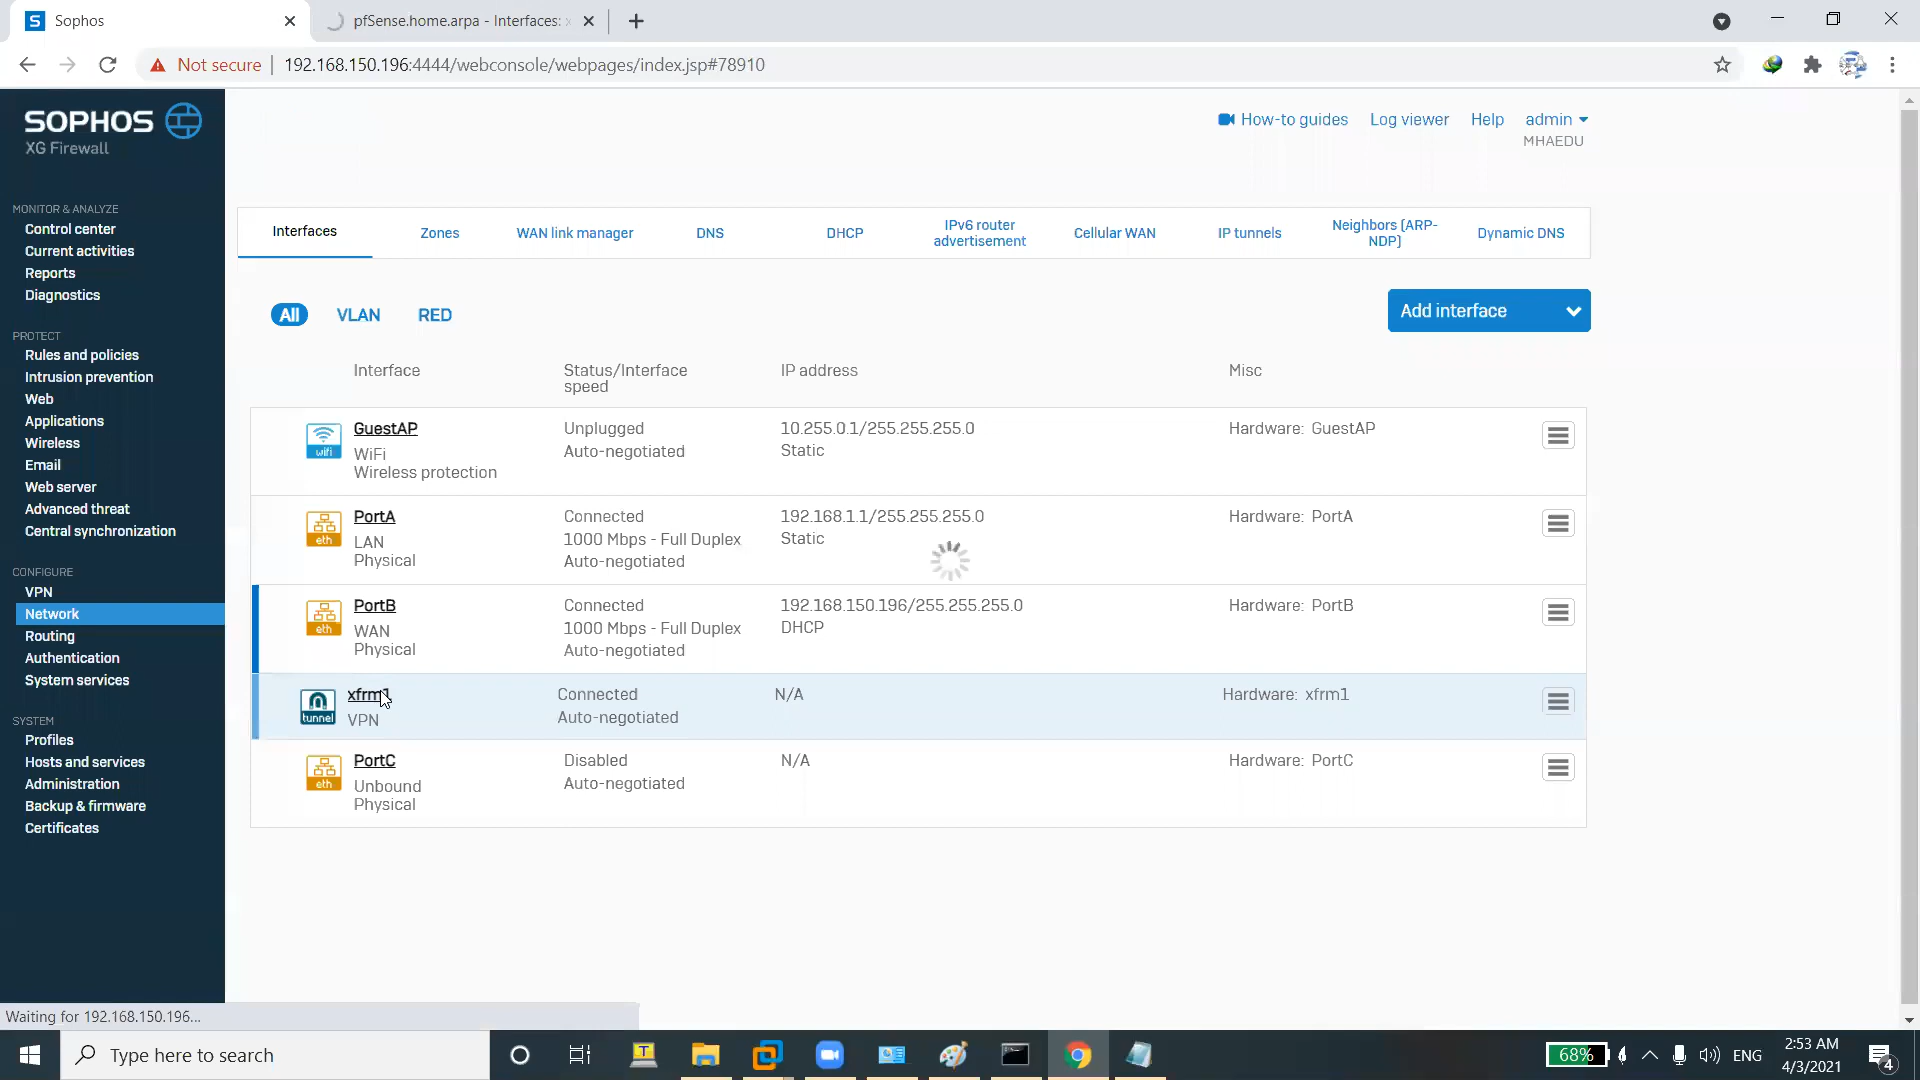 Sophos
pfSense.home.arpa - Interfaces: x
Not secure
192.168.150.196:4444/webconsole/webpages/index.jsp#78910
SOPHOS
XG Firewall
How-to guides
Log viewer
Help
admin
MHAEDU
MONITOR & ANALYZE
Control center
Current activities
Reports
Diagnostics
PROTECT
Rules and policies
Intrusion prevention
Web
Applications
Wireless
Email
Web server
Advanced threat
Central synchronization
CONFIGURE
VPN
Network
Routing
Authentication
System services
SYSTEM
Profiles
Hosts and services
Administration
Backup & firmware
Certificates
Interfaces
Zones
WAN link manager
DNS
DHCP
IPv6 router
advertisement
Cellular WAN
IP tunnels
Neighbors (ARP-
NDP)
Dynamic DNS
All
VLAN
RED
Add interface
Interface
Status/Interface
speed
IP address
Misc
wifi
GuestAP
WiFi
Wireless protection
Unplugged
Auto-negotiated
10.255.0.1/255.255.255.0
Static
Hardware: GuestAP
eth
PortA
LAN
Physical
Connected
1000 Mbps - Full Duplex
Auto-negotiated
192.168.1.1/255.255.255.0
Static
Hardware: PortA
eth
PortB
WAN
Physical
Connected
1000 Mbps - Full Duplex
Auto-negotiated
192.168.150.196/255.255.255.0
DHCP
Hardware: PortB
tunnel
xfrm1
VPN
Connected
Auto-negotiated
N/A
Hardware: xfrm1
eth
PortC
Unbound
Physical
Disabled
Auto-negotiated
N/A
Hardware: PortC
Waiting for 192.168.150.196...
Type here to search
68%
ENG
2:53 AM
4/3/2021
4